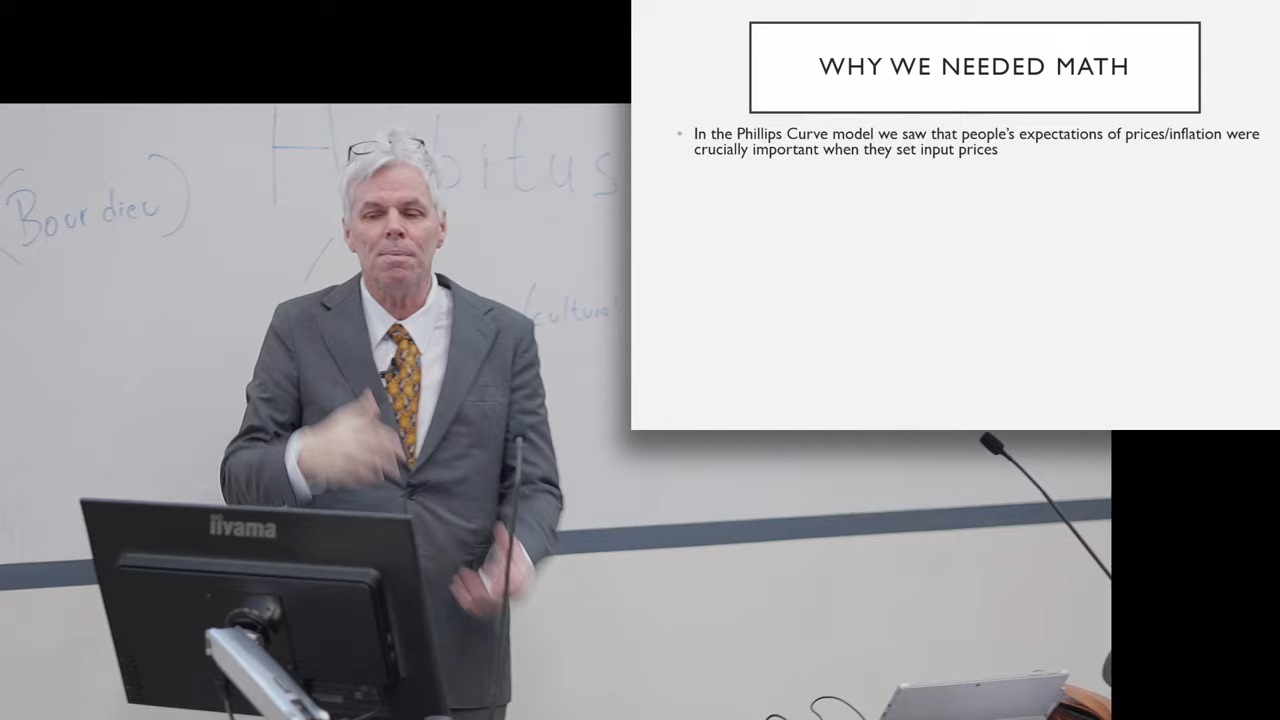 WHY WE NEEDED MATH
In the Phillips Curve model we saw that people's expectations of prices/inflation were
crucially important when they set input prices
(Bourdieu)
(cultural
iiyama